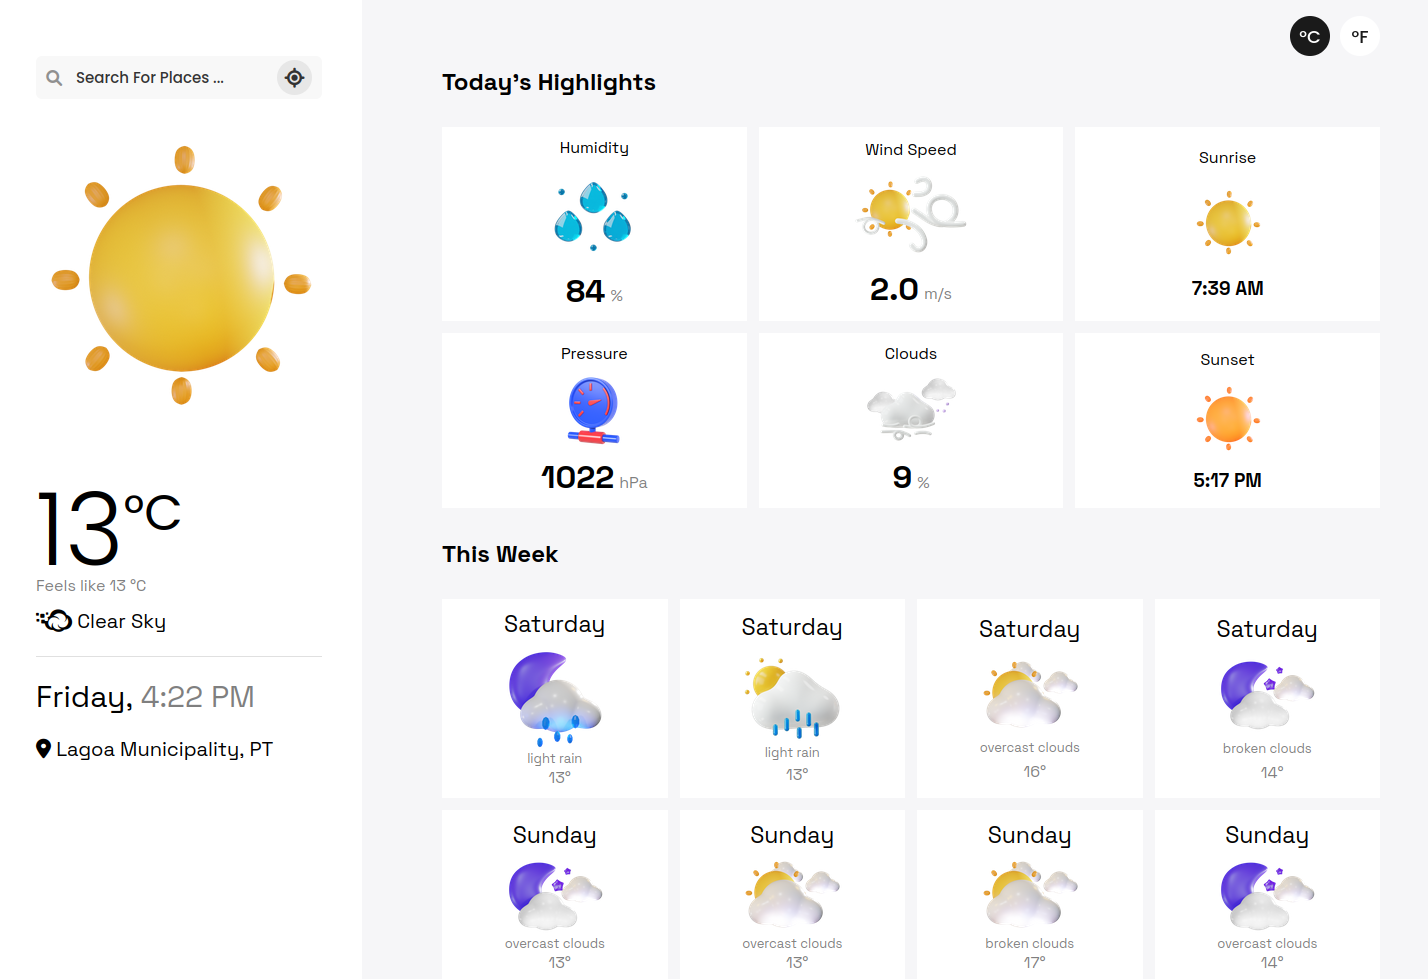 Search For Places ...
13°C
Feels like 13 °C
Clear Sky
Friday, 4:22 PM
Lagoa Municipality, PT
°C °F
Today's Highlights
Humidity
84 %
Wind Speed
2.0 m/s
Sunrise
7:39 AM
Pressure
1022 hPa
Clouds
9 %
Sunset
5:17 PM
This Week
Saturday
light rain
13°
Saturday
light rain
13°
Saturday
overcast clouds
16°
Saturday
broken clouds
14°
Sunday
overcast clouds
13°
Sunday
overcast clouds
13°
Sunday
broken clouds
17°
Sunday
overcast clouds
14°